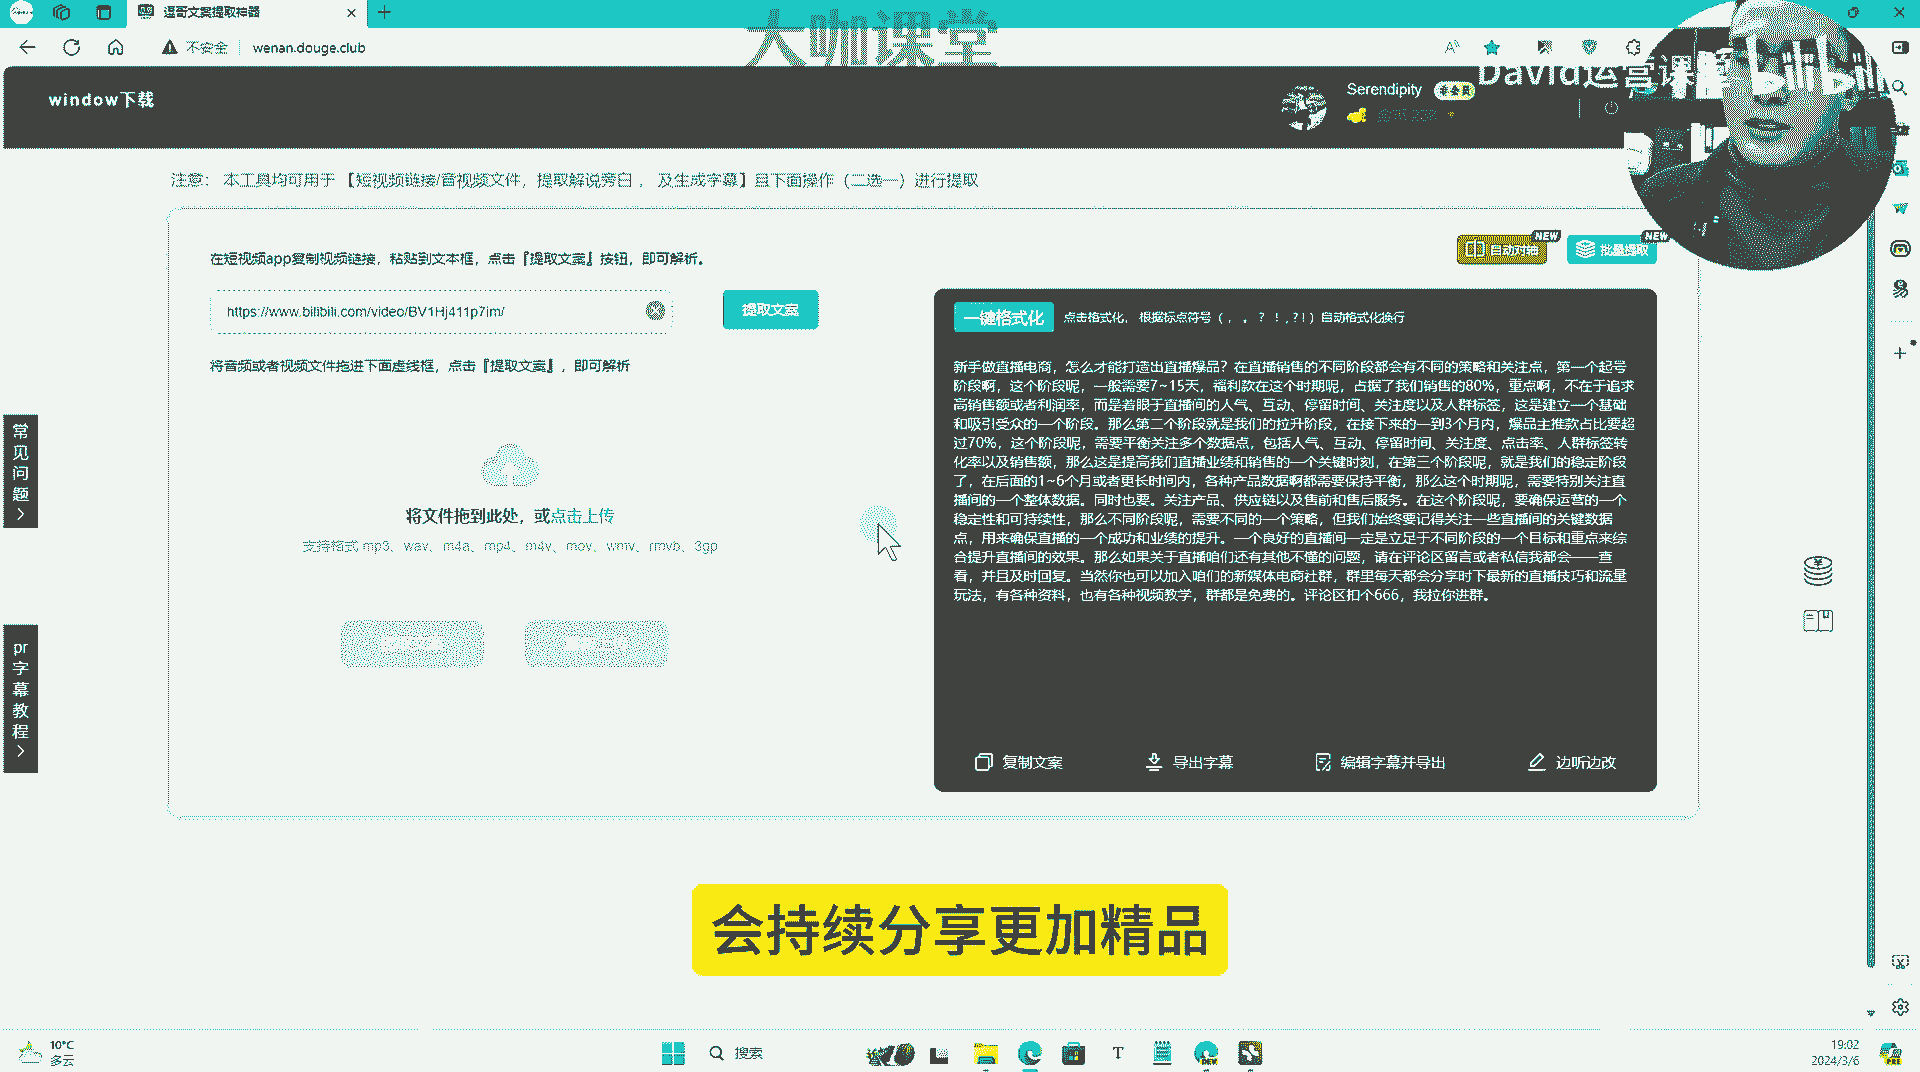 逗哥文案提取神器
大咖课堂
不安全
wenan.douge.club
David运营课堂 bilibili
window下载
Serendipity
非会员
注意： 本工具均可用于 【短视频链接/音视频文件，提取解说旁白 ， 及生成字幕】且下面操作（二选一）进行提取
NEW
自动对轴
NEW
批量提取
在短视频app复制视频链接，粘贴到文本框，点击『提取文案』按钮，即可解析。
https://www.bilibili.com/video/BV1Hj411p7im/
提取文案
将音频或者视频文件拖进下面虚线框，点击『提取文案』，即可解析
将文件拖到此处，或点击上传
支持格式 mp3、wav、m4a、mp4、m4v、mov、wmv、rmvb、3gp
一键格式化
点击格式化， 根据标点符号（ ， 。 ？ ！ , ? ! ）自动格式化换行
新手做直播电商，怎么才能打造出直播爆品？在直播销售的不同阶段都会有不同的策略和关注点，第一个起号
阶段啊，这个阶段呢，一般需要7~15天，福利款在这个时期呢，占据了我们销售的80%，重点啊，不在于追求
高销售额或者利润率，而是着眼于直播间的人气、互动、停留时间、关注度以及人群标签，这是建立一个基础
和吸引受众的一个阶段。那么第二个阶段就是我们的拉升阶段，在接下来的一到3个月内，爆品主推款占比要超
过70%，这个阶段呢，需要平衡关注多个数据点，包括人气、互动、停留时间、关注度、点击率、人群标签转
化率以及销售额，那么这是提高我们直播业绩和销售的一个关键时刻，在第三个阶段呢，就是我们的稳定阶段
了，在后面的1~6个月或者更长时间内，各种产品数据啊都需要保持平衡，那么这个时期呢，需要特别关注直
播间的一个整体数据。同时也要。关注产品、供应链以及售前和售后服务。在这个阶段呢，要确保运营的一个
稳定性和可持续性，那么不同阶段呢，需要不同的一个策略，但我们始终要记得关注一些直播间的关键数据
点，用来确保直播的一个成功和业绩的提升。一个良好的直播间一定是立足于不同阶段的一个目标和重点来综
合提升直播间的效果。那么如果关于直播咱们还有其他不懂的问题，请在评论区留言或者私信我都会一一查
看，并且及时回复。当然你也可以加入咱们的新媒体电商社群，群里每天都会分享时下最新的直播技巧和流量
玩法，有各种资料，也有各种视频教学，群都是免费的。评论区扣个666，我拉你进群。
复制文案
导出字幕
编辑字幕并导出
边听边改
常见问题
pr字幕教程
会持续分享更加精品
10°C
多云
搜索
19:02
2024/3/6